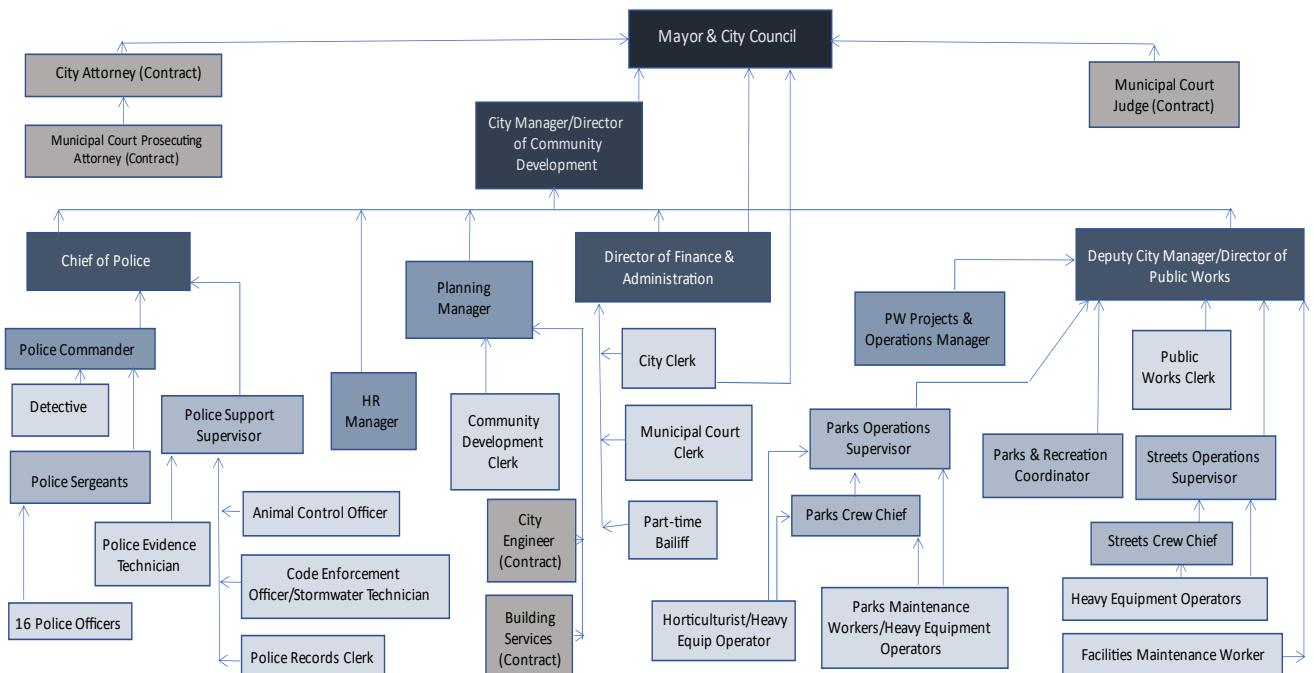 Mayor & City Council
City Attorney (Contract)
Municipal Court
Judge (Contract)
Municipal Court Prosecuting
Attorney (Contract)
City Manager/Director
of Community
Development
Chief of Police
Director of Finance &
Administration
Deputy City Manager/Director of
Public Works
Planning
Manager
PW Projects &
Operations Manager
Police Commander
City Clerk
Public
Works Clerk
Detective
HR
Manager
Police Support
Supervisor
Community
Development
Clerk
Municipal Court
Clerk
Parks Operations
Supervisor
Parks & Recreation
Coordinator
Streets Operations
Supervisor
Police Sergeants
Animal Control Officer
Parks Crew Chief
City
Engineer
(Contract)
Part-time
Bailiff
Streets Crew Chief
Police Evidence
Technician
Code Enforcement
Officer/Stormwater Technician
Heavy Equipment Operators
16 Police Officers
Building
Services
(Contract)
Horticulturist/Heavy
Equip Operator
Parks Maintenance
Workers/Heavy Equipment
Operators
Police Records Clerk
Facilities Maintenance Worker